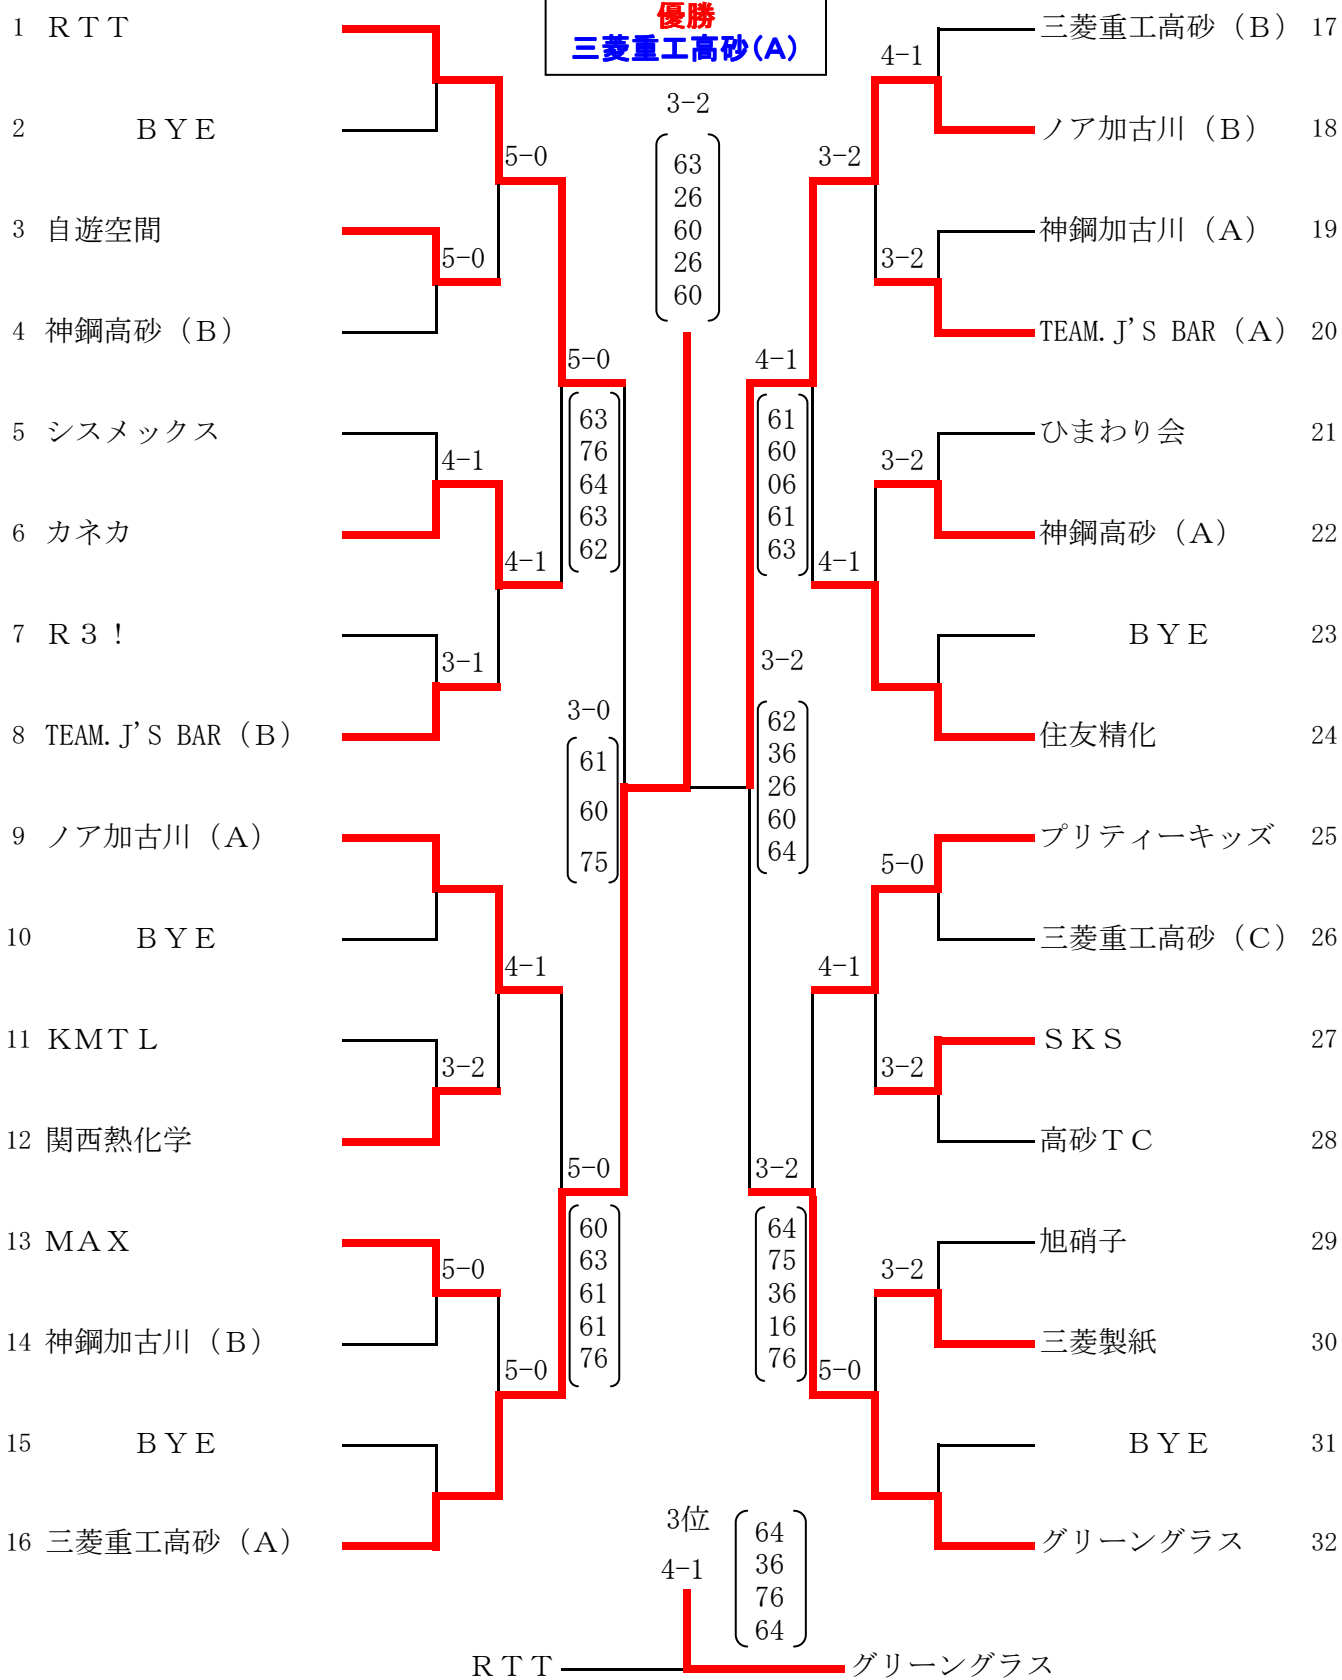 優勝
三菱重工高砂(A)
1 ＲＴＴ
2 ＢＹＥ
5-0
3 自遊空間
5-0
4 神鋼高砂（Ｂ）
5-0
63
76
64
63
62
5 シスメックス
4-1
6 カネカ
4-1
7 Ｒ３！
3-1
8 TEAM.J'S BAR（Ｂ）
3-0
61
60
75
9 ノア加古川（Ａ）
10 ＢＹＥ
4-1
11 ＫＭＴＬ
3-2
12 関西熱化学
5-0
60
63
61
61
76
13 ＭＡＸ
5-0
14 神鋼加古川（Ｂ）
5-0
15 ＢＹＥ
16 三菱重工高砂（Ａ）
3-2
63
26
60
26
60
三菱重工高砂（Ｂ） 17
4-1
ノア加古川（Ｂ） 18
3-2
神鋼加古川（Ａ） 19
3-2
TEAM.J'S BAR（Ａ） 20
4-1
61
60
06
61
63
ひまわり会 21
3-2
神鋼高砂（Ａ） 22
4-1
ＢＹＥ 23
住友精化 24
3-2
62
36
26
60
64
プリティーキッズ 25
5-0
三菱重工高砂（Ｃ） 26
4-1
ＳＫＳ 27
3-2
高砂ＴＣ 28
3-2
64
75
36
16
76
旭硝子 29
3-2
三菱製紙 30
5-0
ＢＹＥ 31
グリーングラス 32
3位
4-1
64
36
76
64
ＲＴＴ グリーングラス